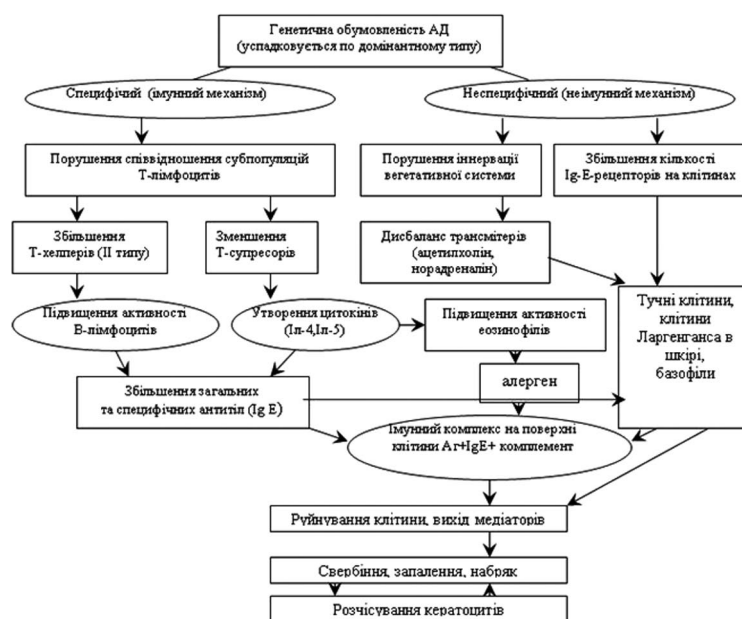 Генетична обумовленість АД
(успадковується по домінантному типу)
Специфічий (імунний механізм)
Неспецифічний (неімунний механізм)
Порушення співвідношення субпопуляцій
Т-лімфоцитів
Порушення іннервації
вегетативної системи
Збільшення кількості
Ig-E-рецепторів на клітинах
Збільшення
Т-хелперів (II типу)
Зменшення
Т-супресорів
Дисбаланс трансмітерів
(ацетилхолін,
норадреналін)
Підвищення активності
В-лімфоцитів
Утворення цитокінів
(Іл-4,Іл-5)
Підвищення активності
еозинофілів
Тучні клітини,
клітини
Ларгенганса в
шкірі,
базофіли
алерген
Збільшення загальних
та специфічних антитіл (Ig E)
Імунний комплекс на поверхні
клітини Ar+IgE+ комплемент
Руйнування клітини, вихід медіаторів
Свербіння, запалення, набряк
Розчісування кератоцитів